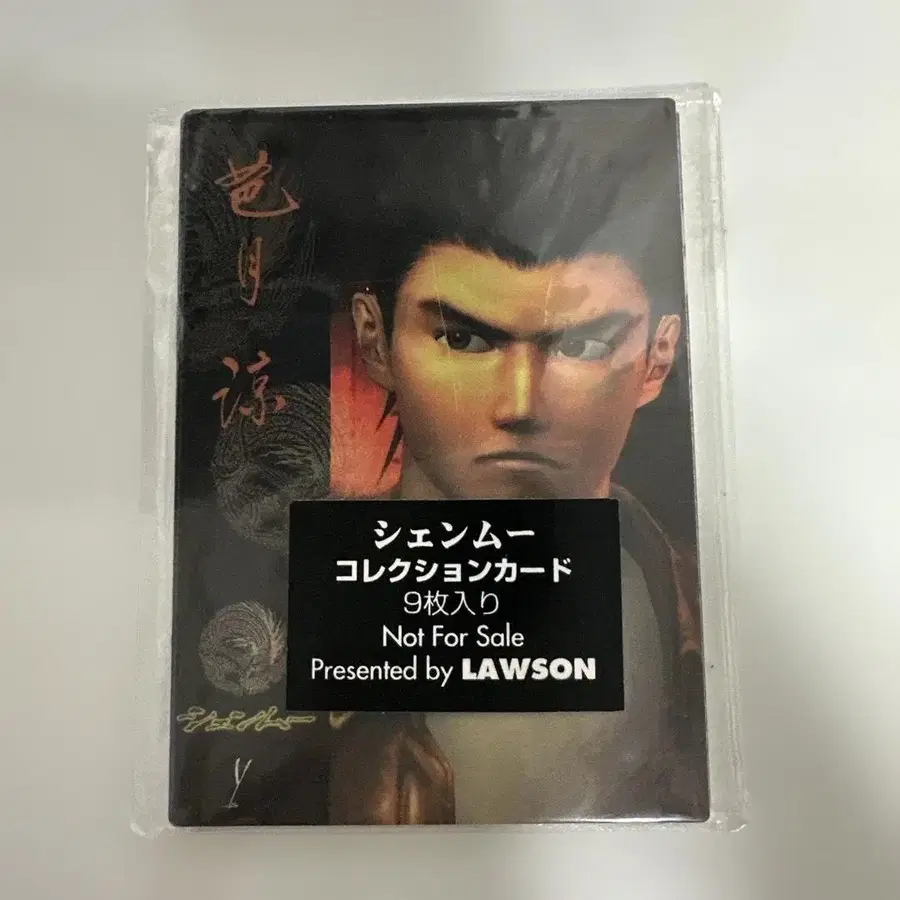 芭月
涼
シェンムー
コレクションカード
9枚入り
Not For Sale
Presented by LAWSON
シェンムー